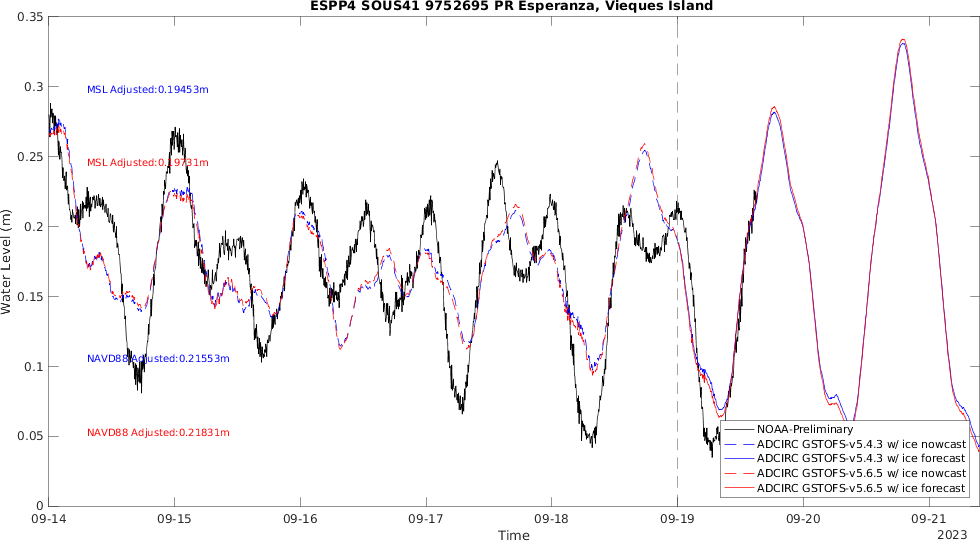 ESPP4 SOUS41 9752695 PR Esperanza, Vieques Island
0.35
0.3
0.25
0.2
0.15
0.1
0.05
0
Water Level (m)
MSL Adjusted:0.19453m
MSL Adjusted:0.19731m
NAVD88 Adjusted:0.21553m
NAVD88 Adjusted:0.21831m
NOAA-Preliminary
ADCIRC GSTOFS-v5.4.3 w/ ice nowcast
ADCIRC GSTOFS-v5.4.3 w/ ice forecast
ADCIRC GSTOFS-v5.6.5 w/ ice nowcast
ADCIRC GSTOFS-v5.6.5 w/ ice forecast
09-14 09-15 09-16 09-17 09-18 09-19 09-20 09-21
Time
2023